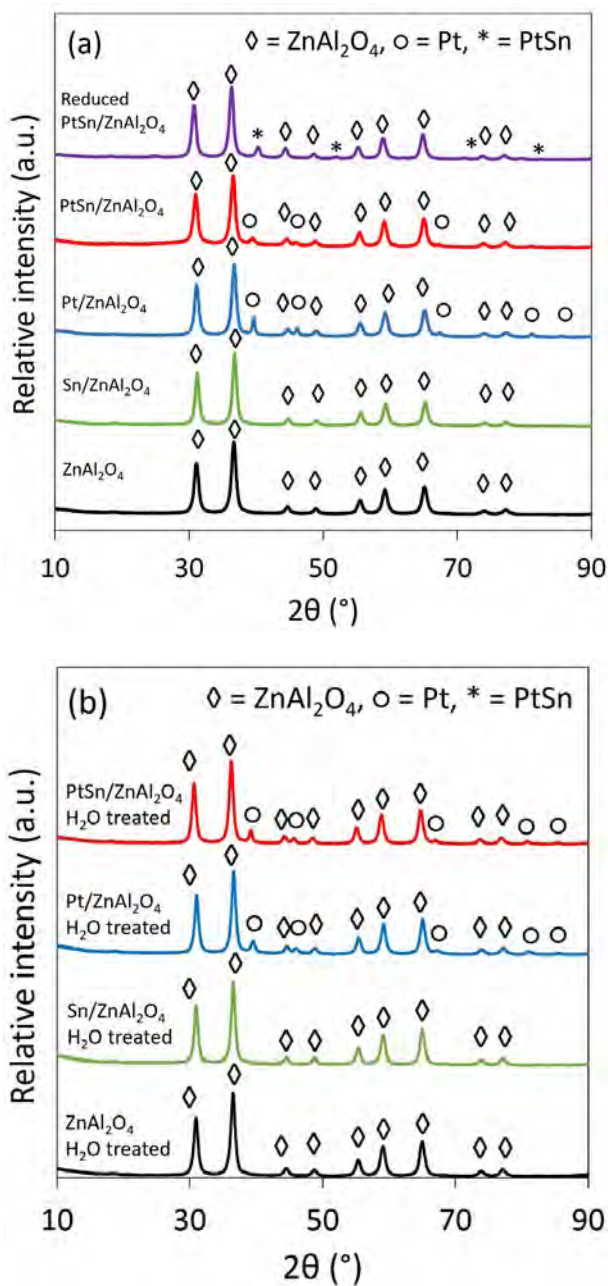 (a)
◊ = ZnAl₂O₄, ○ = Pt, * = PtSn
Relative intensity (a.u.)
Reduced
PtSn/ZnAl₂O₄
* * * *
PtSn/ZnAl₂O₄
Pt/ZnAl₂O₄
Sn/ZnAl₂O₄
ZnAl₂O₄
10 30 50 70 90
2θ (°)
(b)
◊ = ZnAl₂O₄, ○ = Pt, * = PtSn
Relative intensity (a.u.)
PtSn/ZnAl₂O₄
H₂O treated
Pt/ZnAl₂O₄
H₂O treated
Sn/ZnAl₂O₄
H₂O treated
ZnAl₂O₄
H₂O treated
10 30 50 70 90
2θ (°)